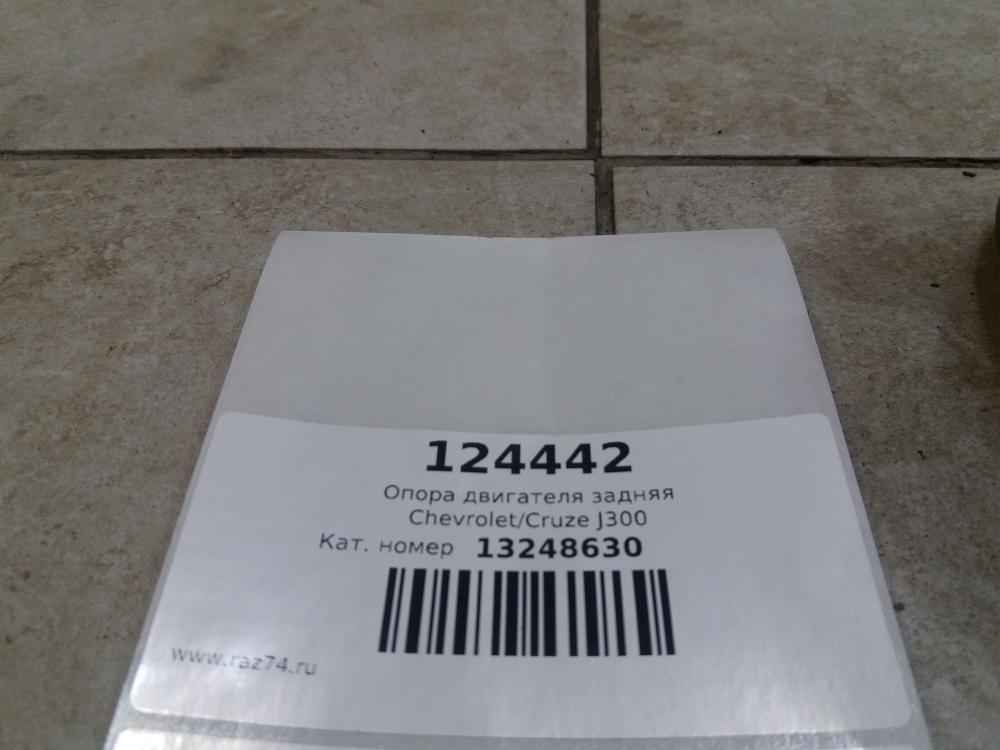 124442
Опора двигателя задняя
Chevrolet/Cruze J300
Кат. номер 13248630
www.raz74.ru